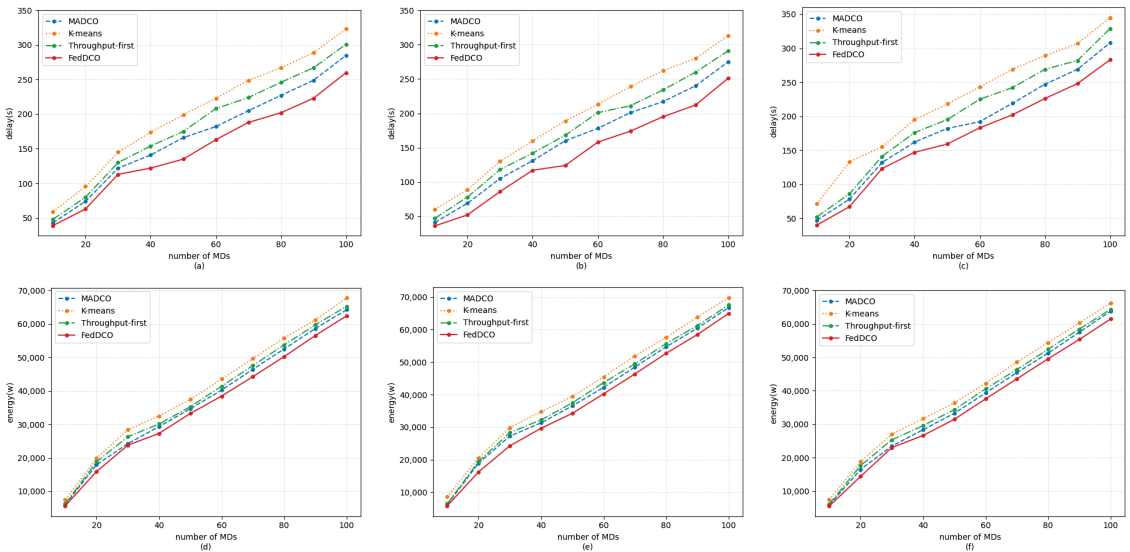 350
300
250
200
150
100
50
delay(s)
MADCO
K-means
Throughput-first
FedDCO
20
40
60
80
100
number of MDs
(a)
350
300
250
200
150
100
50
delay(s)
MADCO
K-means
Throughput-first
FedDCO
20
40
60
80
100
number of MDs
(b)
350
300
250
200
150
100
50
delay(s)
MADCO
K-means
Throughput-first
FedDCO
20
40
60
80
100
number of MDs
(c)
70,000
60,000
50,000
40,000
30,000
20,000
10,000
energy(w)
MADCO
K-means
Throughput-first
FedDCO
20
40
60
80
100
number of MDs
(d)
70,000
60,000
50,000
40,000
30,000
20,000
10,000
energy(w)
MADCO
K-means
Throughput-first
FedDCO
20
40
60
80
100
number of MDs
(e)
70,000
60,000
50,000
40,000
30,000
20,000
10,000
energy(w)
MADCO
K-means
Throughput-first
FedDCO
20
40
60
80
100
number of MDs
(f)